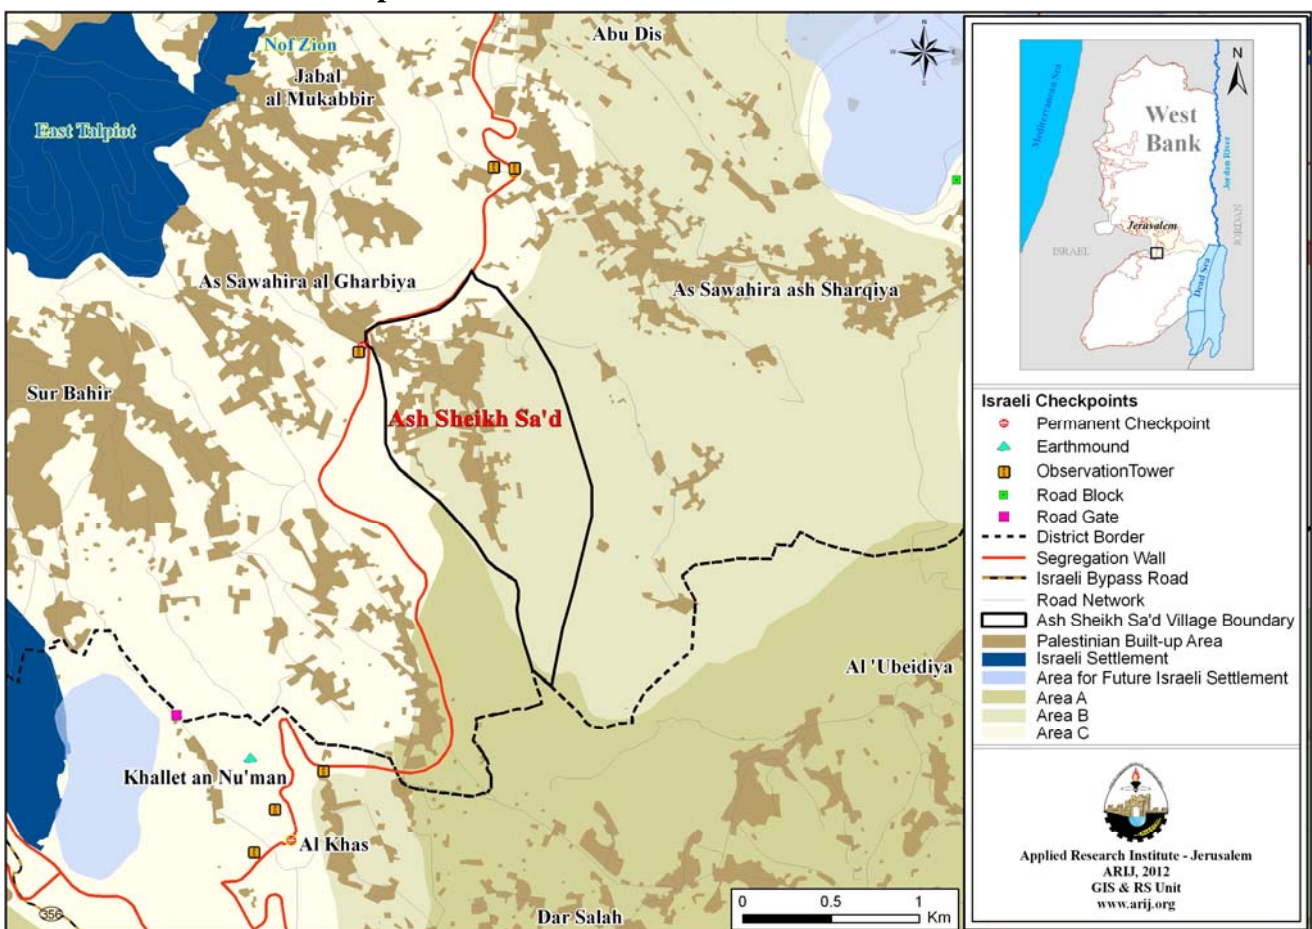 Abu Dis
Nof Zion
Jabal
al Mukabbir
East Talpiot
As Sawahira al Gharbiya
As Sawahira ash Sharqiya
Sur Bahir
Ash Sheikh Sa'd
Al 'Ubeidiya
Khallet an Nu'man
Al Khas
Dar Salah
356
0 0.5 1
Km
N
E
S
W
N
Mediterranean Sea
West
Bank
Jordan River
JORDAN
Jerusalem
ISRAEL
Dead Sea
Israeli Checkpoints
Permanent Checkpoint
Earthmound
ObservationTower
Road Block
Road Gate
District Border
Segregation Wall
Israeli Bypass Road
Road Network
Ash Sheikh Sa'd Village Boundary
Palestinian Built-up Area
Israeli Settlement
Area for Future Israeli Settlement
Area A
Area B
Area C
Applied Research Institute - Jerusalem
ARIJ, 2012
GIS & RS Unit
www.arij.org